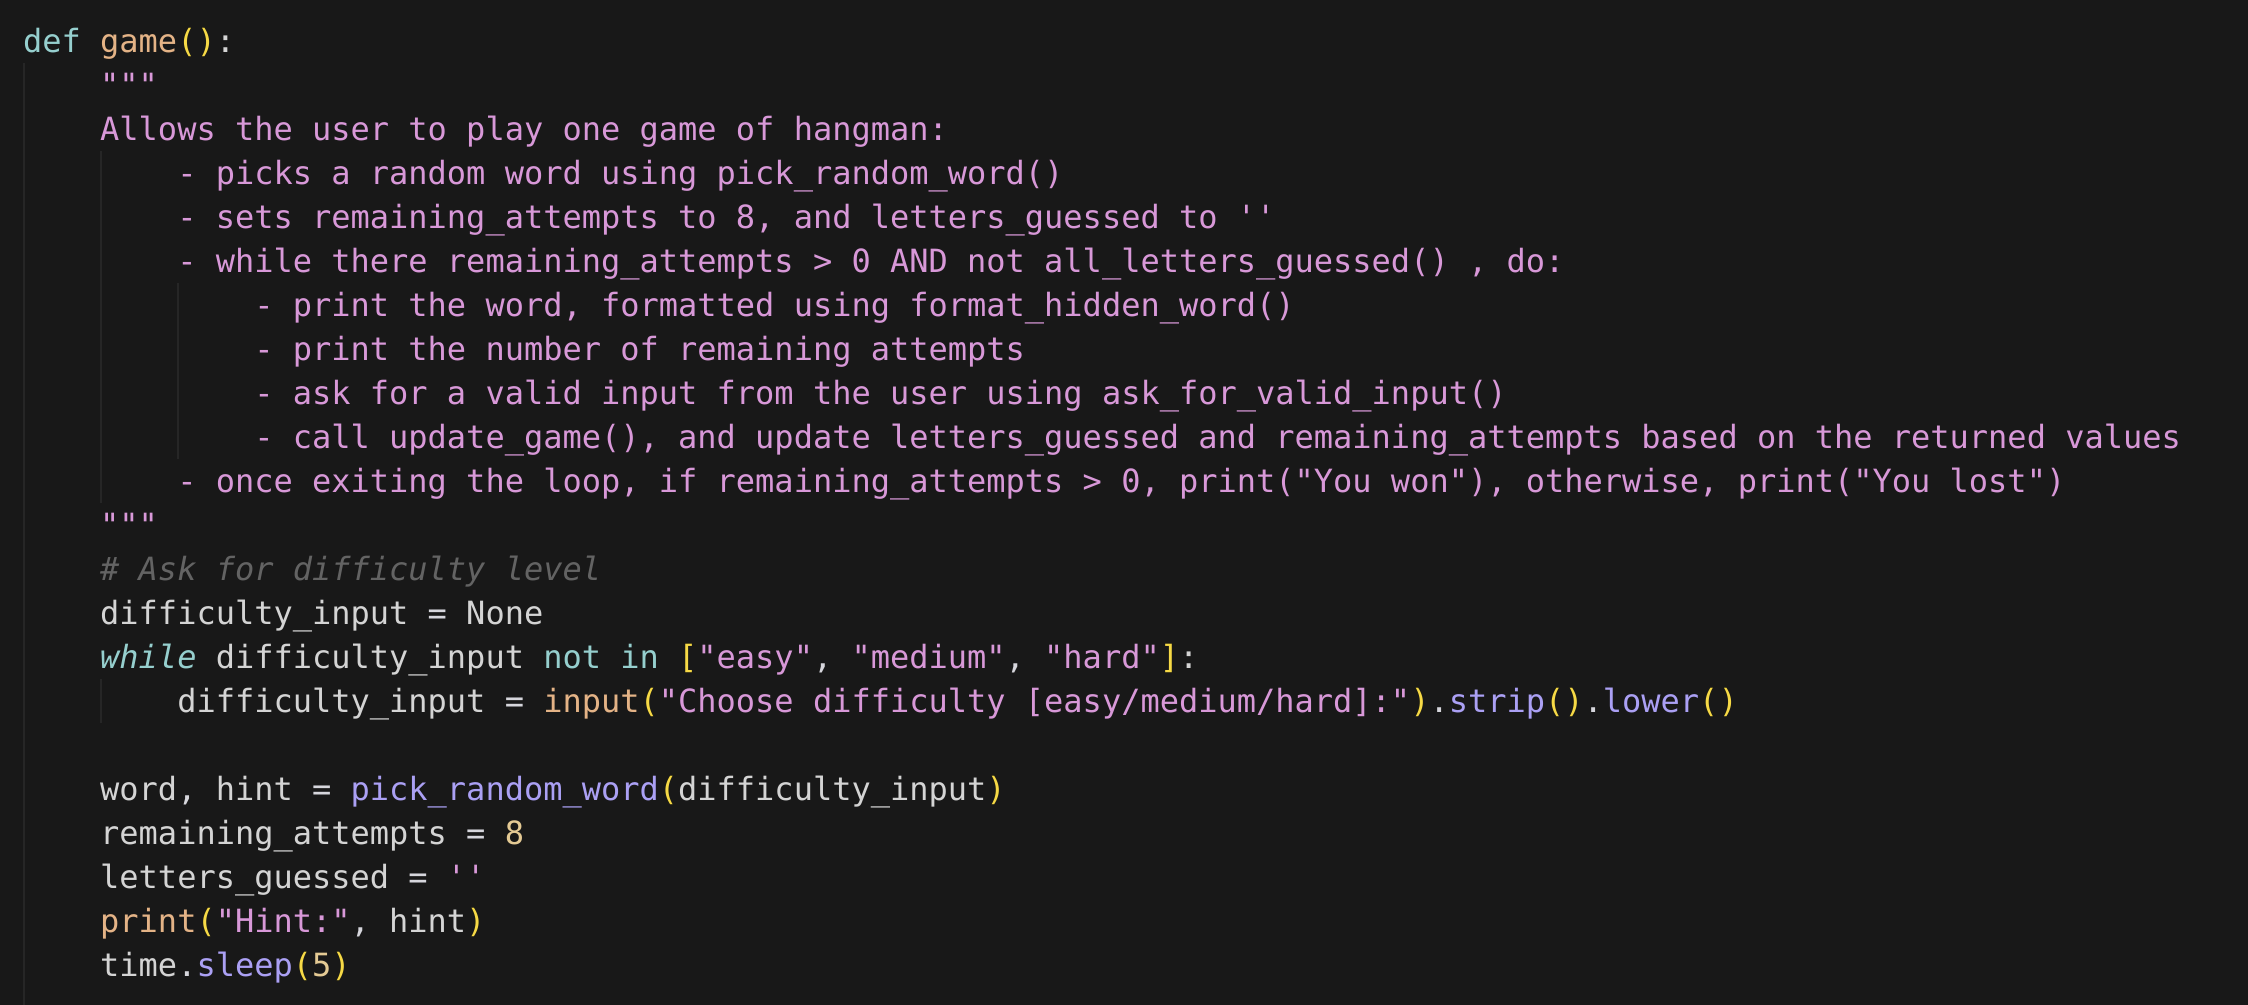 def game():
    """
    Allows the user to play one game of hangman:
        - picks a random word using pick_random_word()
        - sets remaining_attempts to 8, and letters_guessed to ''
        - while there remaining_attempts > 0 AND not all_letters_guessed() , do:
            - print the word, formatted using format_hidden_word()
            - print the number of remaining attempts
            - ask for a valid input from the user using ask_for_valid_input()
            - call update_game(), and update letters_guessed and remaining_attempts based on the returned values
        - once exiting the loop, if remaining_attempts > 0, print("You won"), otherwise, print("You lost")
    """
    # Ask for difficulty level
    difficulty_input = None
    while difficulty_input not in ["easy", "medium", "hard"]:
        difficulty_input = input("Choose difficulty [easy/medium/hard]:").strip().lower()

    word, hint = pick_random_word(difficulty_input)
    remaining_attempts = 8
    letters_guessed = ''
    print("Hint:", hint)
    time.sleep(5)